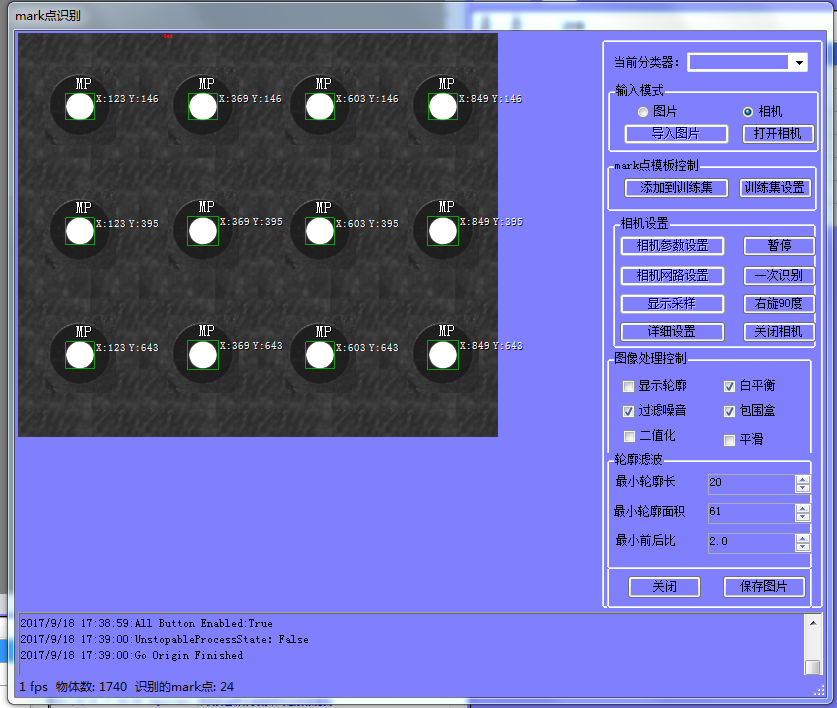 mark点识别
MP MP MP MP
X:123 Y:146 X:369 Y:146 X:603 Y:146 X:849 Y:146
MP MP MP MP
X:123 Y:395 X:369 Y:395 X:603 Y:395 X:849 Y:395
MP MP MP MP
X:123 Y:643 X:369 Y:643 X:603 Y:643 X:849 Y:643
当前分类器:
输入模式
图片 相机
导入图片 打开相机
mark点模板控制
添加到训练集 训练集设置
相机设置
相机参数设置 暂停
相机网路设置 一次识别
显示采样 右旋90度
详细设置 关闭相机
图像处理控制
显示轮廓 白平衡
过滤噪音 包围盒
二值化 平滑
轮廓滤波
最小轮廓长 20
最小轮廓面积 61
最小前后比 2.0
关闭 保存图片
2017/9/18 17:38:59:All Button Enabled:True
2017/9/18 17:39:00:UnstopableProcessState: False
2017/9/18 17:39:00:Go Origin Finished
1 fps 物体数: 1740 识别的mark点: 24